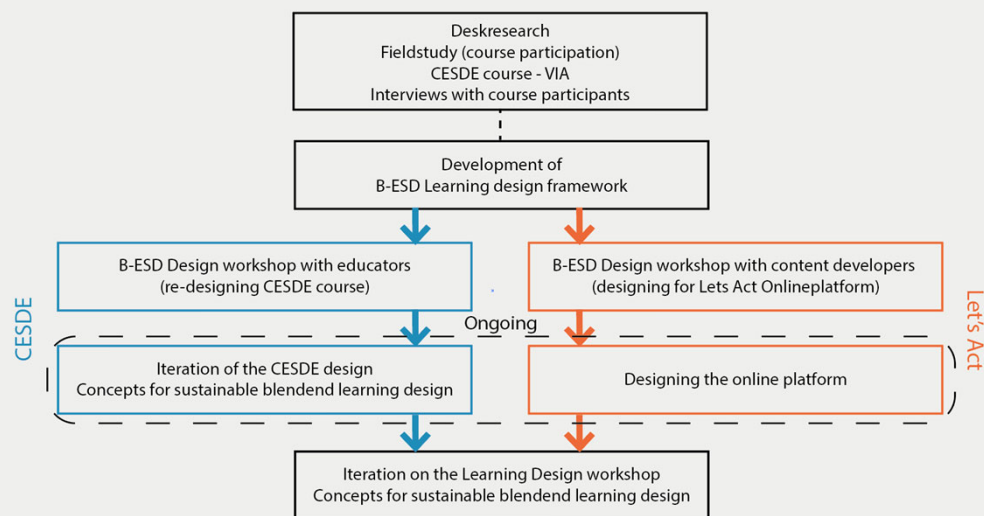 Deskresearch
Fieldstudy (course participation)
CESDE course - VIA
Interviews with course participants
Development of
B-ESD Learning design framework
B-ESD Design workshop with educators
(re-designing CESDE course)
B-ESD Design workshop with content developers
(designing for Lets Act Onlineplatform)
CESDE
Let's Act
Ongoing
Iteration of the CESDE design
Concepts for sustainable blendend learning design
Designing the online platform
Iteration on the Learning Design workshop
Concepts for sustainable blendend learning design